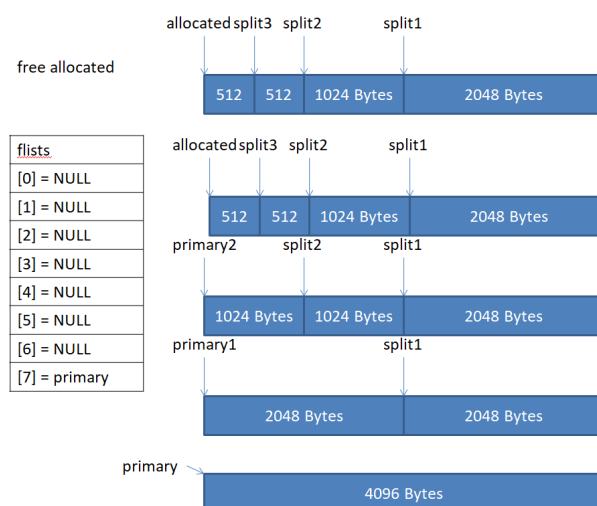 allocated split3 split2 split1
free allocated
512 512 1024 Bytes 2048 Bytes
flists
[0] = NULL
[1] = NULL
[2] = NULL
[3] = NULL
[4] = NULL
[5] = NULL
[6] = NULL
[7] = primary
allocated split3 split2 split1
512 512 1024 Bytes 2048 Bytes
primary2 split2 split1
1024 Bytes 1024 Bytes 2048 Bytes
primary1 split1
2048 Bytes 2048 Bytes
primary
4096 Bytes